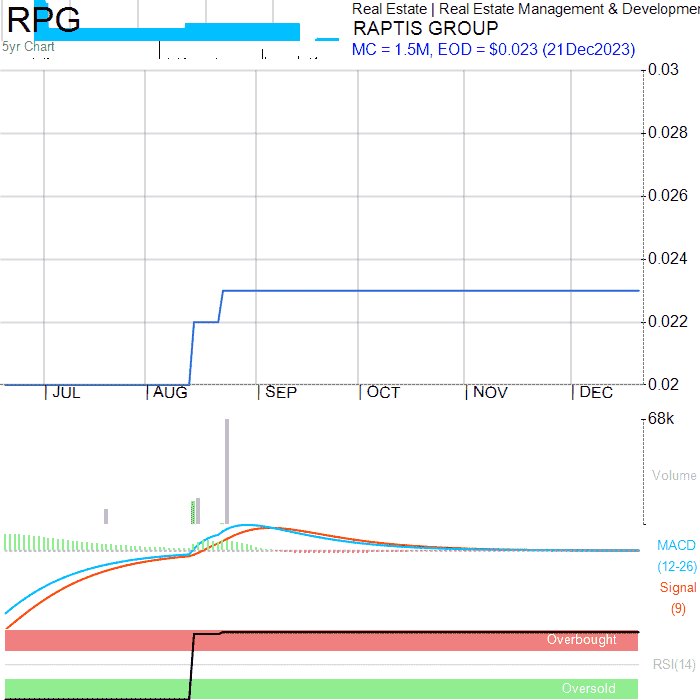 RPG
Real Estate | Real Estate Management & Developmen
RAPTIS GROUP
5yr Chart
MC = 1.5M, EOD = $0.023 (21Dec2023)
0.03
0.028
0.026
0.024
0.022
0.02
JUL AUG SEP OCT NOV DEC
68k
Volume
MACD
(12-26)
Signal
(9)
Overbought
RSI(14)
Oversold